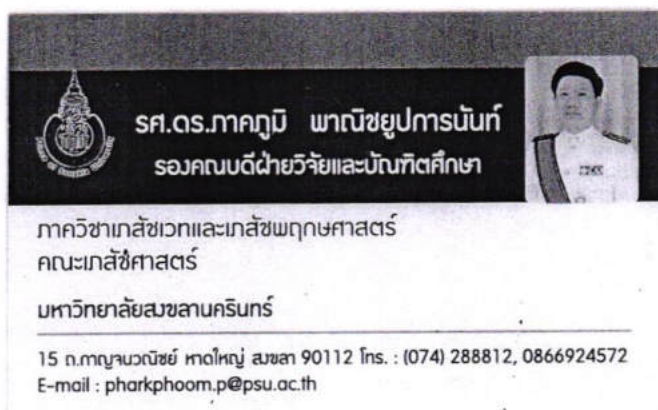 รศ.ดร.ภาคภูมิ พาณิชยูปการนันท์
รองคณบดีฝ่ายวิจัยและบัณฑิตศึกษา
ภาควิชาเภสัชเวทและเภสัชพฤกษศาสตร์
คณะเภสัชศาสตร์
มหาวิทยาลัยสงขลานครินทร์
15 ถ.กาญจนวณิชย์ หาดใหญ่ สงขลา 90112 โทร. : (074) 288812, 0866924572
E-mail : pharkphoom.p@psu.ac.th